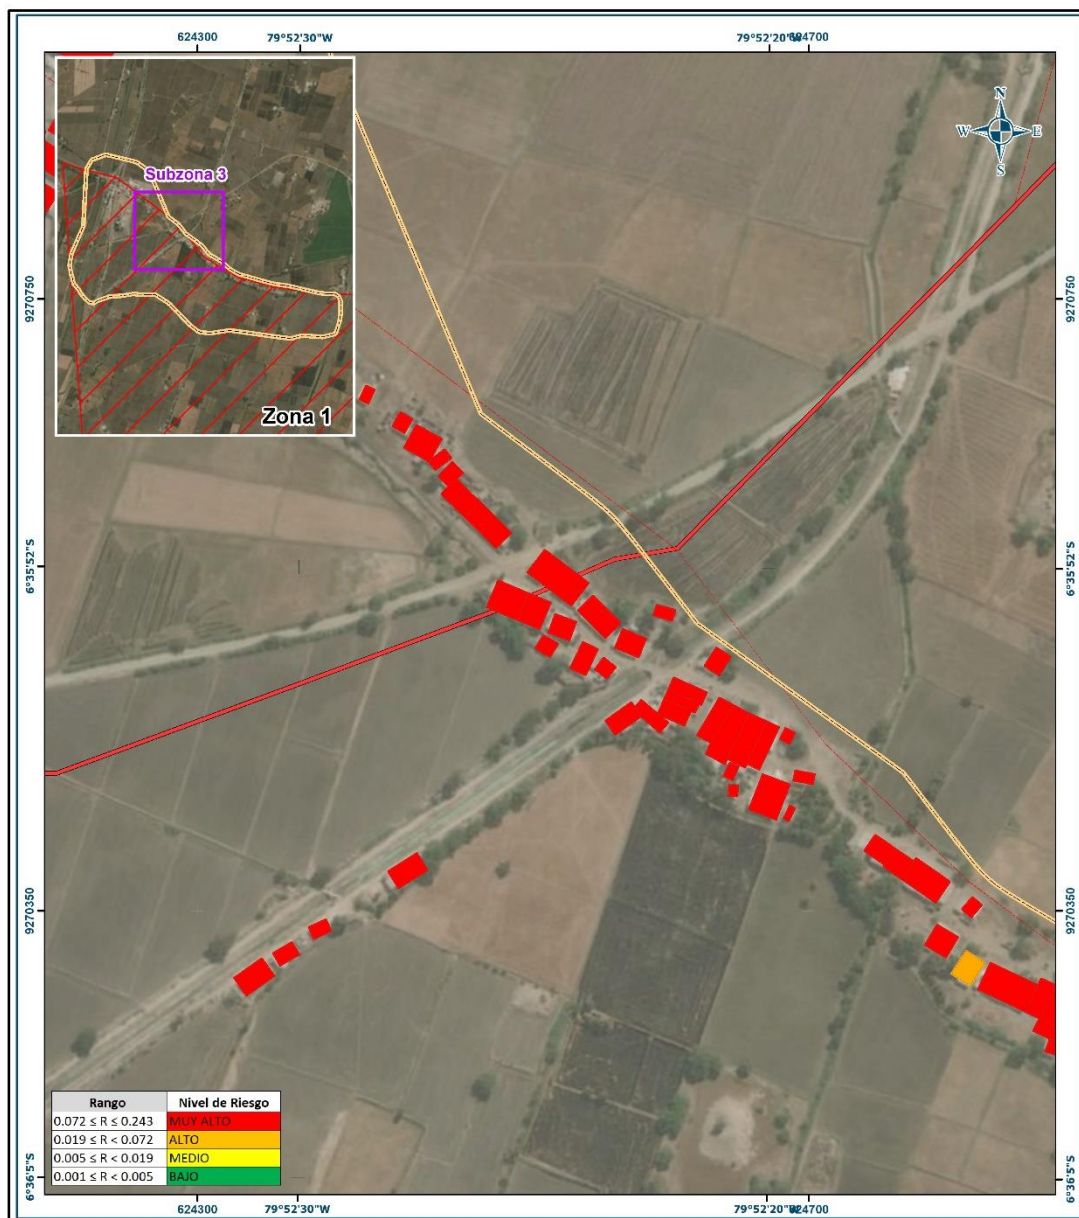 624300
79°52'30"W
79°52'20"W
624700
N
W
E
S
Subzona 3
Zona 1
9270750
9270750
6°35'52"S
6°35'52"S
9270350
9270350
Rango
Nivel de Riesgo
0.072 ≤ R ≤ 0.243
MUY ALTO
0.019 ≤ R < 0.072
ALTO
0.005 ≤ R < 0.019
MEDIO
0.001 ≤ R < 0.005
BAJO
6°36'5"S
6°36'5"S
624300
79°52'30"W
79°52'20"W
624700